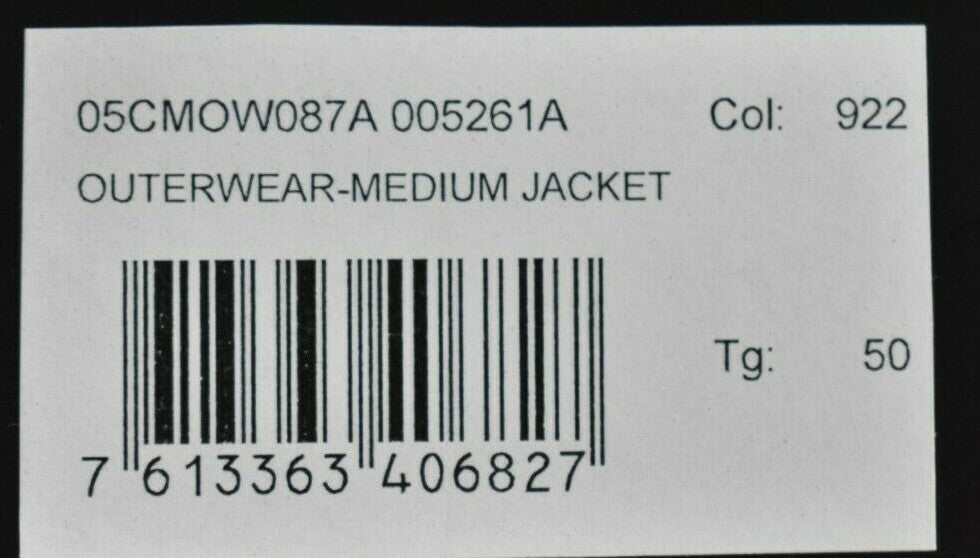 05CMOW087A 005261A Col: 922
OUTERWEAR-MEDIUM JACKET
Tg: 50
7 613363 406827